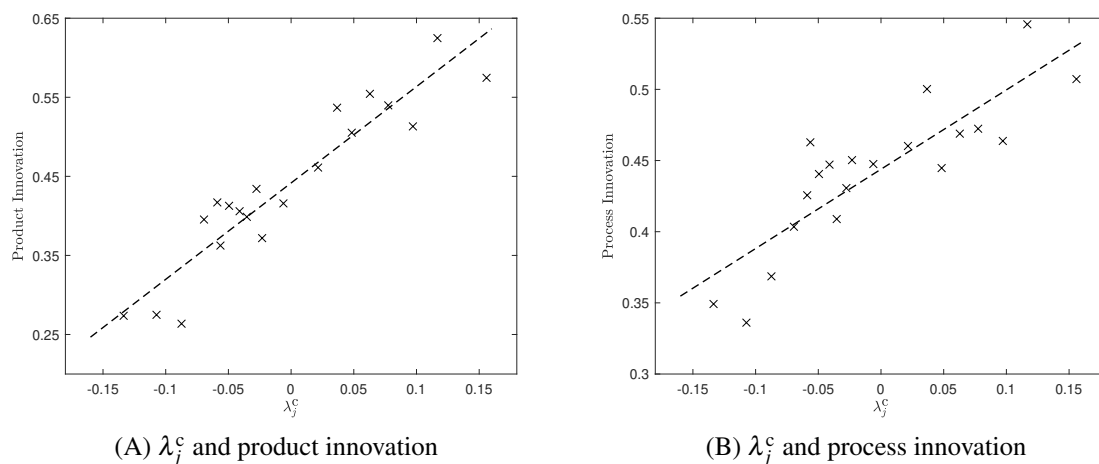 0.65
0.55
0.45
0.35
0.25
Product Innovation
-0.15 -0.1 -0.05 0 0.05 0.1 0.15
λ_j^c
(A) λ_j^c and product innovation
0.55
0.5
0.45
0.4
0.35
0.3
Process Innovation
-0.15 -0.1 -0.05 0 0.05 0.1 0.15
λ_j^c
(B) λ_j^c and process innovation